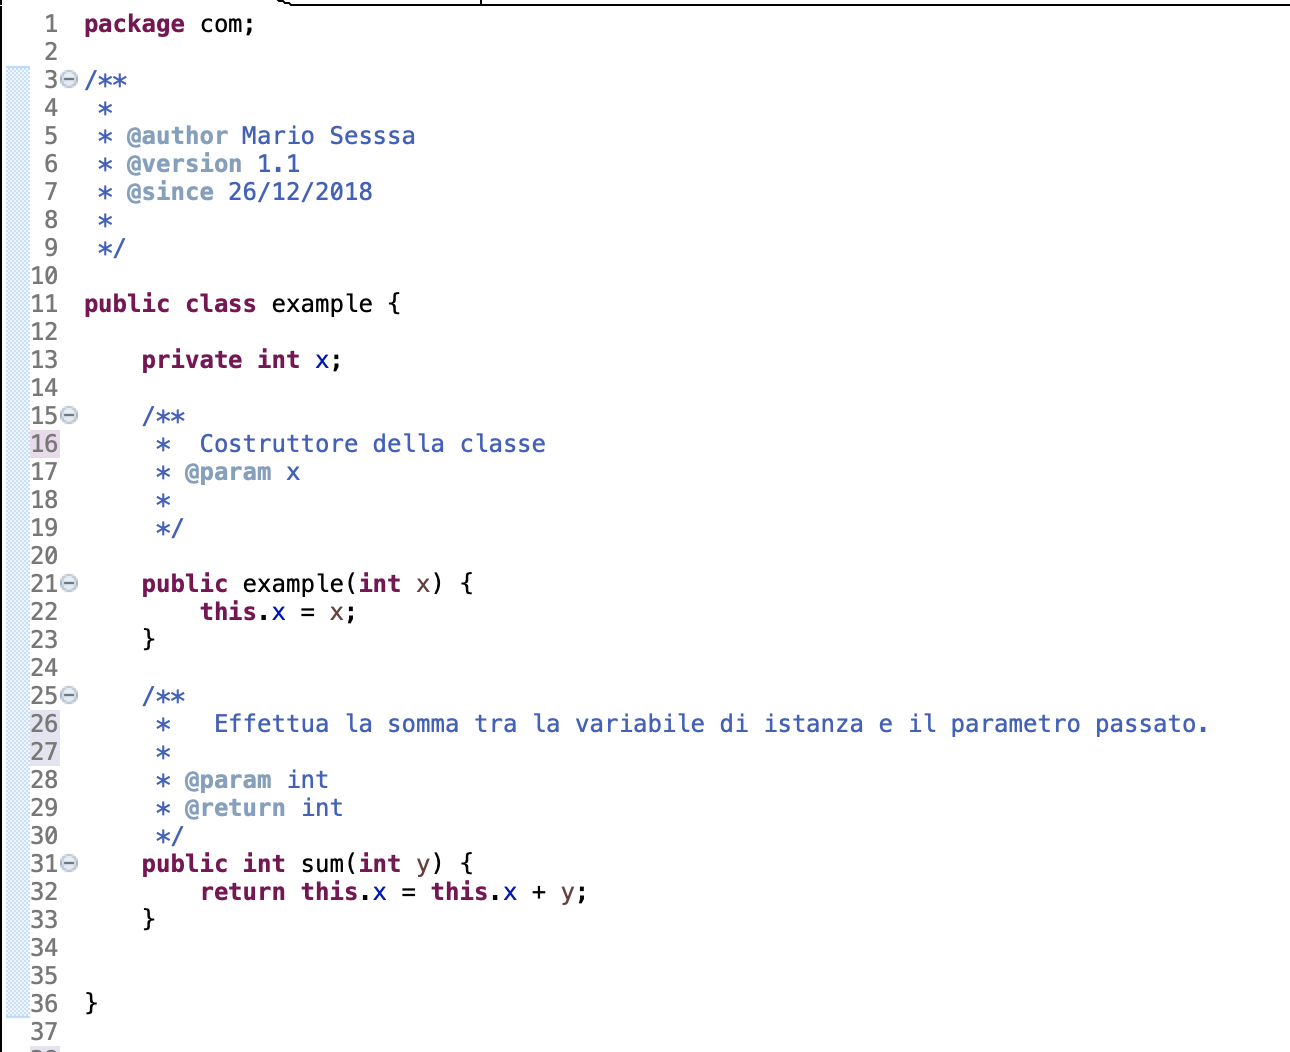 1 package com;
2
3 /**
4 *
5 * @author Mario Sesssa
6 * @version 1.1
7 * @since 26/12/2018
8 *
9 */
10
11 public class example {
12
13 private int x;
14
15 /**
16 * Costruttore della classe
17 * @param x
18 *
19 */
20
21 public example(int x) {
22 this.x = x;
23 }
24
25 /**
26 * Effettua la somma tra la variabile di istanza e il parametro passato.
27 *
28 * @param int
29 * @return int
30 */
31 public int sum(int y) {
32 return this.x = this.x + y;
33 }
34
35
36 }
37